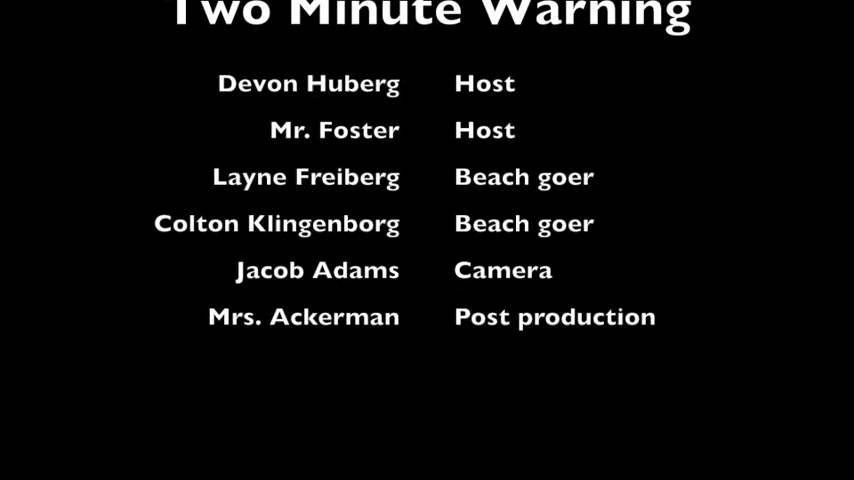 Two Minute Warning
Devon Huberg Host
Mr. Foster Host
Layne Freiberg Beach goer
Colton Klingenborg Beach goer
Jacob Adams Camera
Mrs. Ackerman Post production